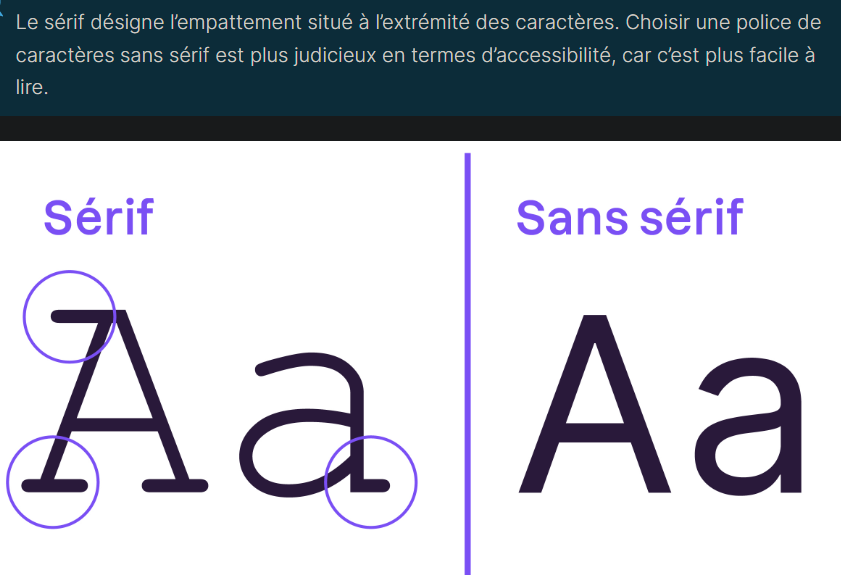 Le sérif désigne l’empattement situé à l’extrémité des caractères. Choisir une police de
caractères sans sérif est plus judicieux en termes d’accessibilité, car c’est plus facile à
lire.
Sérif
Sans sérif
Aa
Aa